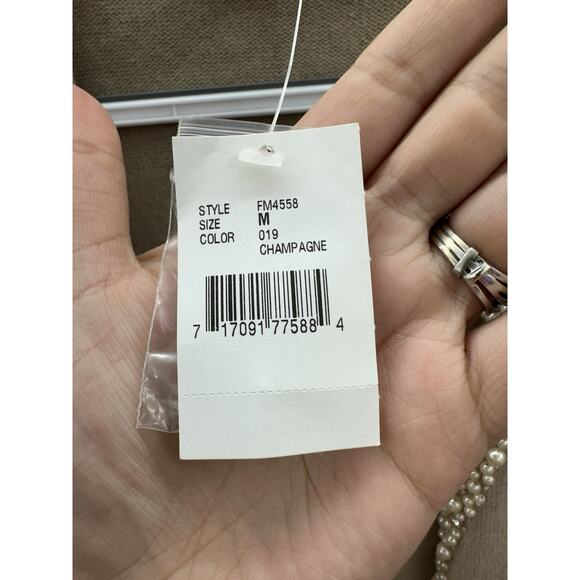 STYLE FM4558
SIZE M
COLOR 019
CHAMPAGNE
7 17091 77588 4